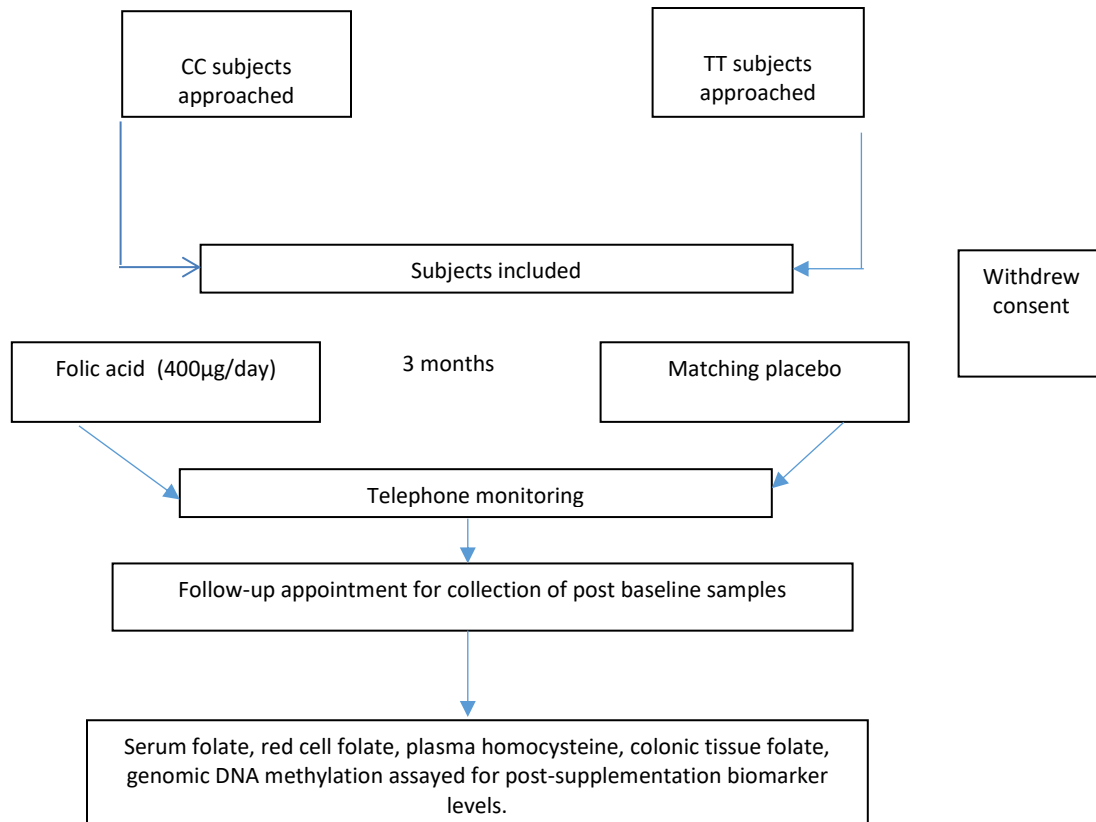 CC subjects
approached
TT subjects
approached
Subjects included
Withdrew
consent
Folic acid  (400µg/day)
3 months
Matching placebo
Telephone monitoring
Follow-up appointment for collection of post baseline samples
Serum folate, red cell folate, plasma homocysteine, colonic tissue folate,
genomic DNA methylation assayed for post-supplementation biomarker
levels.